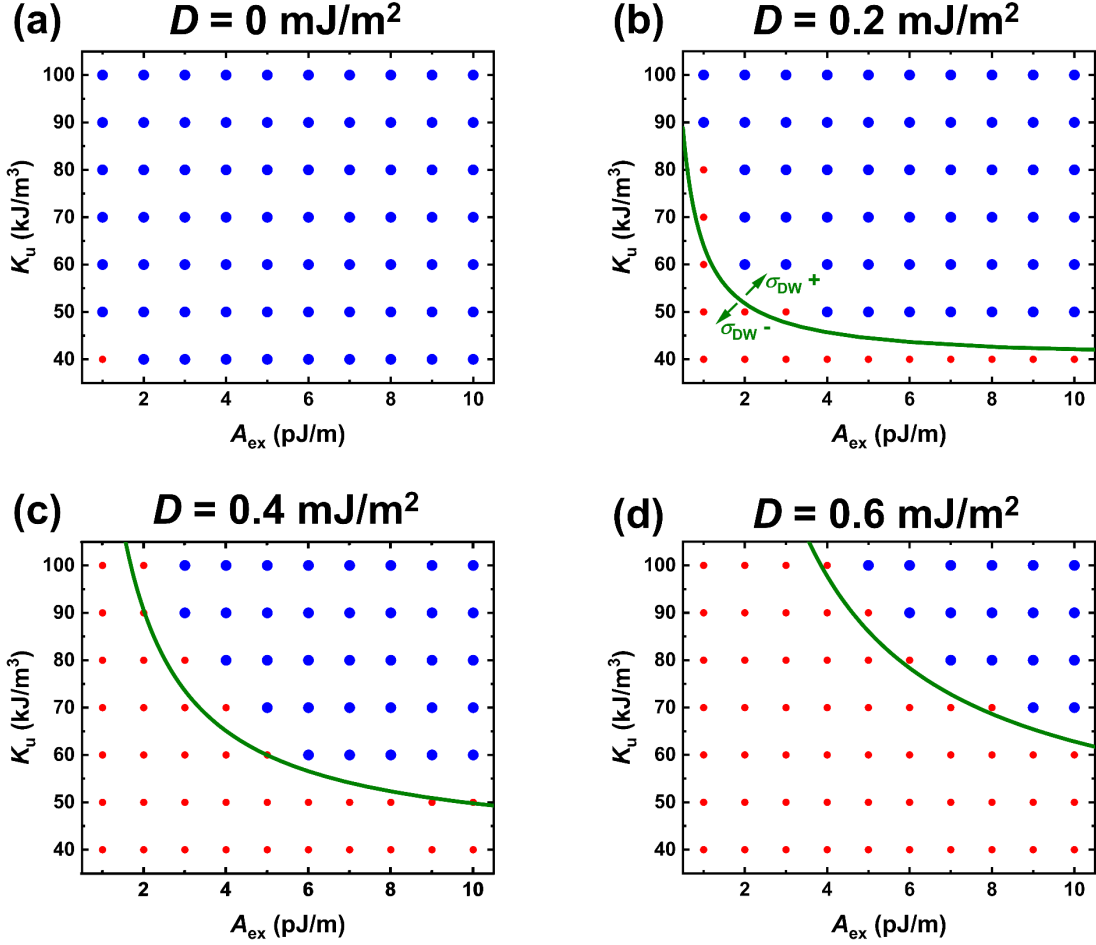 (a) D = 0 mJ/m²
100
90
80
70
60
50
40
Ku (kJ/m³)
2 4 6 8 10
Aex (pJ/m)
(b) D = 0.2 mJ/m²
100
90
80
70
60
50
40
Ku (kJ/m³)
σDW +
σDW -
2 4 6 8 10
Aex (pJ/m)
(c) D = 0.4 mJ/m²
100
90
80
70
60
50
40
Ku (kJ/m³)
2 4 6 8 10
Aex (pJ/m)
(d) D = 0.6 mJ/m²
100
90
80
70
60
50
40
Ku (kJ/m³)
2 4 6 8 10
Aex (pJ/m)